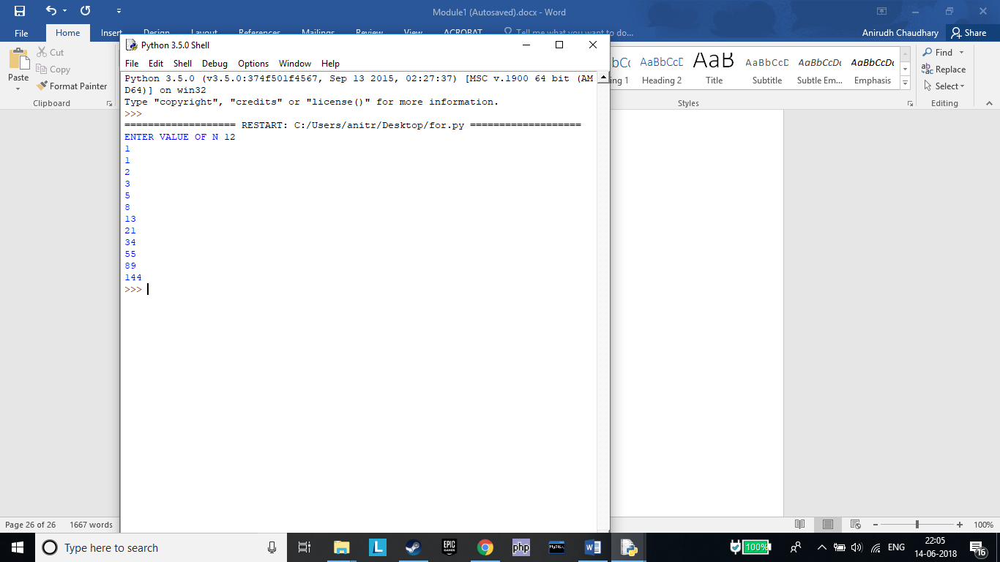 Module1 (Autosaved).docx - Word
File Home Insert Design Layout References Mailings Review View ACROBAT Tell me what you want to do... Anirudh Chaudhary Share
Paste
Cut
Copy
Format Painter
Clipboard
Python 3.5.0 Shell
File Edit Shell Debug Options Window Help
Python 3.5.0 (v3.5.0:374f501f4567, Sep 13 2015, 02:27:37) [MSC v.1900 64 bit (AM
D64)] on win32
Type "copyright", "credits" or "license()" for more information.
>>>
=================== RESTART: C:/Users/anitr/Desktop/for.py ===================
ENTER VALUE OF N 12
1
1
2
3
5
8
13
21
34
55
89
144
>>>
AaBbCcD AaB AaBbCcD AaBbCcDt AaBbCcDt
Heading 2 Title Subtitle Subtle Em... Emphasis
Styles
Find
Replace
Select
Editing
Page 26 of 26 1667 words
100%
Type here to search
L
EPIC GAMES
php
MySQL
100%
ENG
22:05
14-06-2018
16